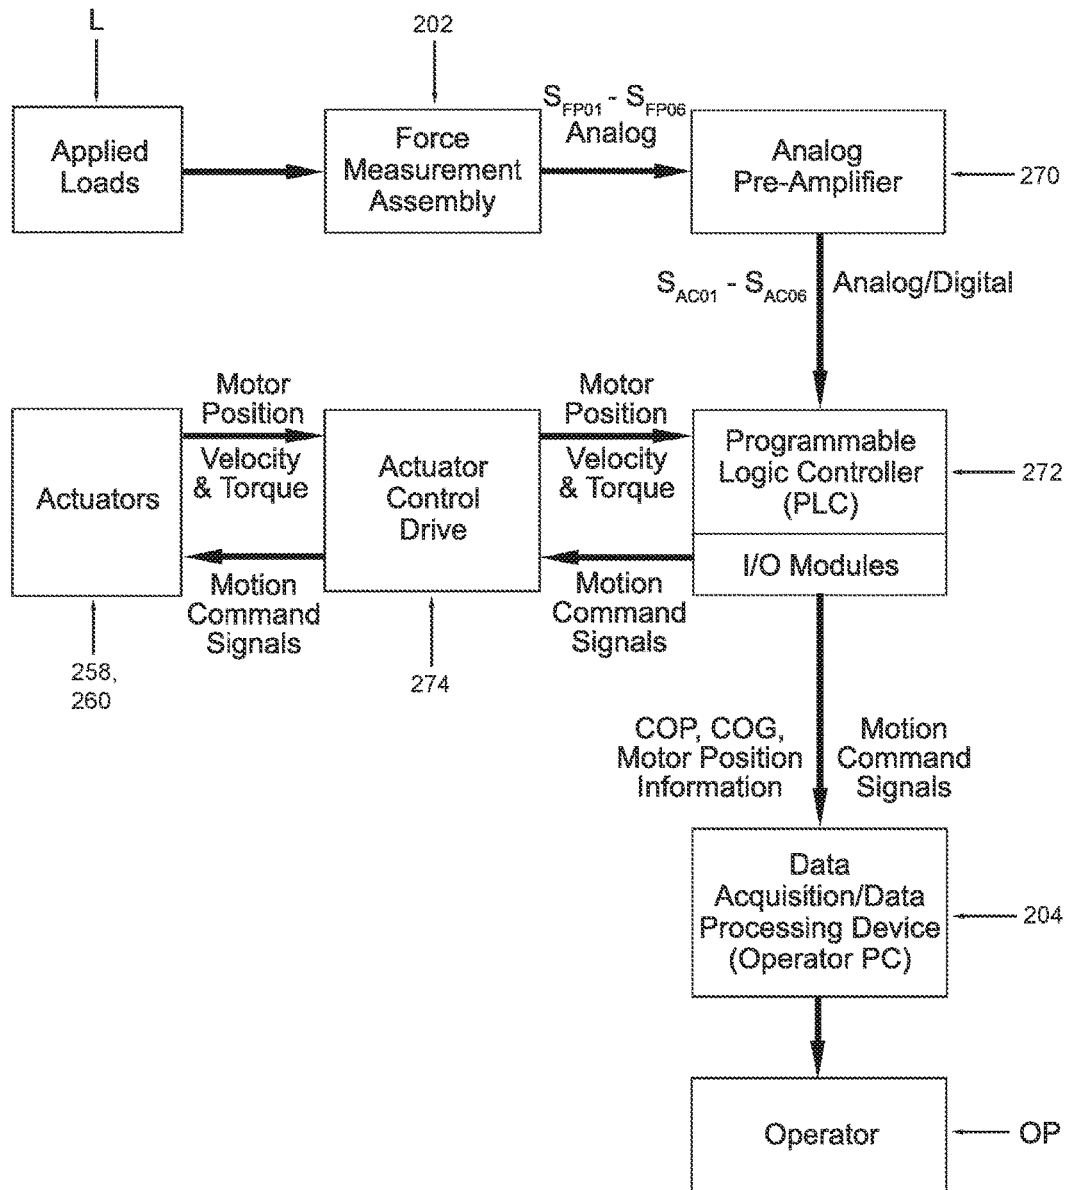 L
202
Applied
Loads
Force
Measurement
Assembly
S_FP01 - S_FP06
Analog
Analog
Pre-Amplifier
270
S_AC01 - S_AC06 Analog/Digital
Actuators
258,
260
Motor
Position
Velocity
& Torque
Motion
Command
Signals
Actuator
Control
Drive
274
Motor
Position
Velocity
& Torque
Motion
Command
Signals
Programmable
Logic Controller
(PLC)
I/O Modules
272
COP, COG,
Motor Position
Information
Motion
Command
Signals
Data
Acquisition/Data
Processing Device
(Operator PC)
204
Operator
OP